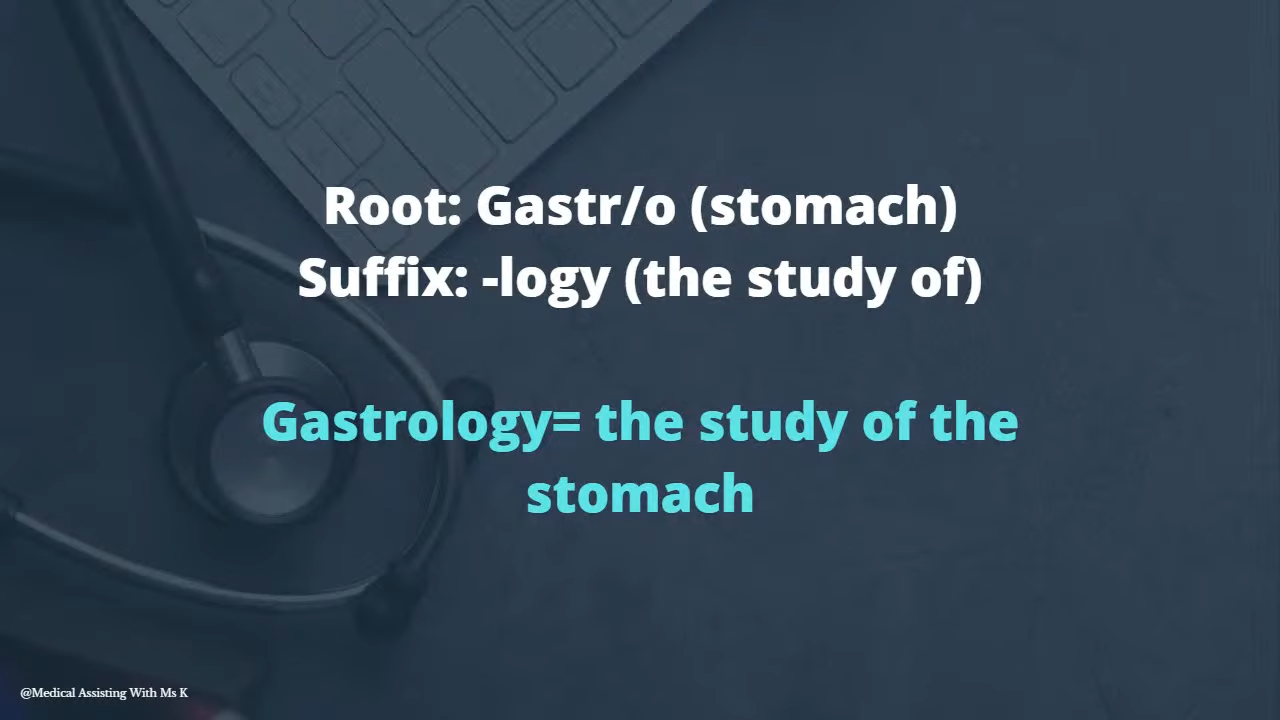 Root: Gastr/o (stomach)
Suffix: -logy (the study of)
Gastrology= the study of the
stomach
@Medical Assisting With Ms K